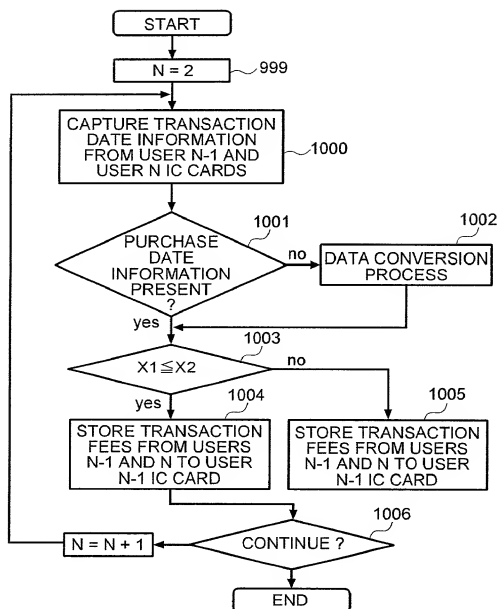 START
N = 2
999
CAPTURE TRANSACTION
DATE INFORMATION
FROM USER N-1 AND
USER N IC CARDS
1000
1001
PURCHASE
DATE
INFORMATION
PRESENT
?
no
yes
1002
DATA CONVERSION
PROCESS
1003
X1≦X2
no
yes
1004
STORE TRANSACTION
FEES FROM USERS
N-1 AND N TO USER
N-1 IC CARD
1005
STORE TRANSACTION
FEES FROM USERS
N-1 AND N TO USER
N-1 IC CARD
1006
CONTINUE ?
N = N + 1
END